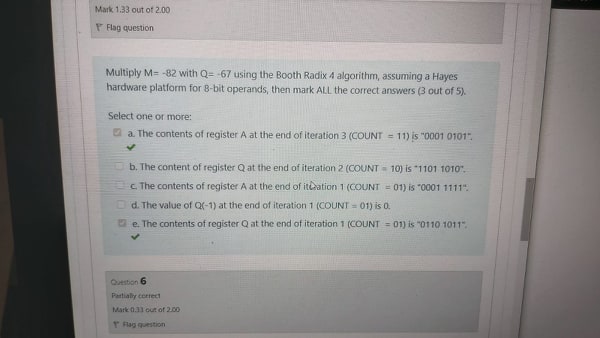 Mark 1.33 out of 2.00
Flag question
Multiply M= -82 with Q= -67 using the Booth Radix 4 algorithm, assuming a Hayes
hardware platform for 8-bit operands, then mark ALL the correct answers (3 out of 5).
Select one or more:
a. The contents of register A at the end of iteration 3 (COUNT = 11) is "0001 0101".
b. The content of register Q at the end of iteration 2 (COUNT = 10) is "1101 1010".
c. The contents of register A at the end of iteration 1 (COUNT = 01) is "0001 1111".
d. The value of Q(-1) at the end of iteration 1 (COUNT = 01) is 0.
e. The contents of register Q at the end of iteration 1 (COUNT = 01) is "0110 1011".
Question 6
Partially correct
Mark 0.33 out of 2.00
Flag question